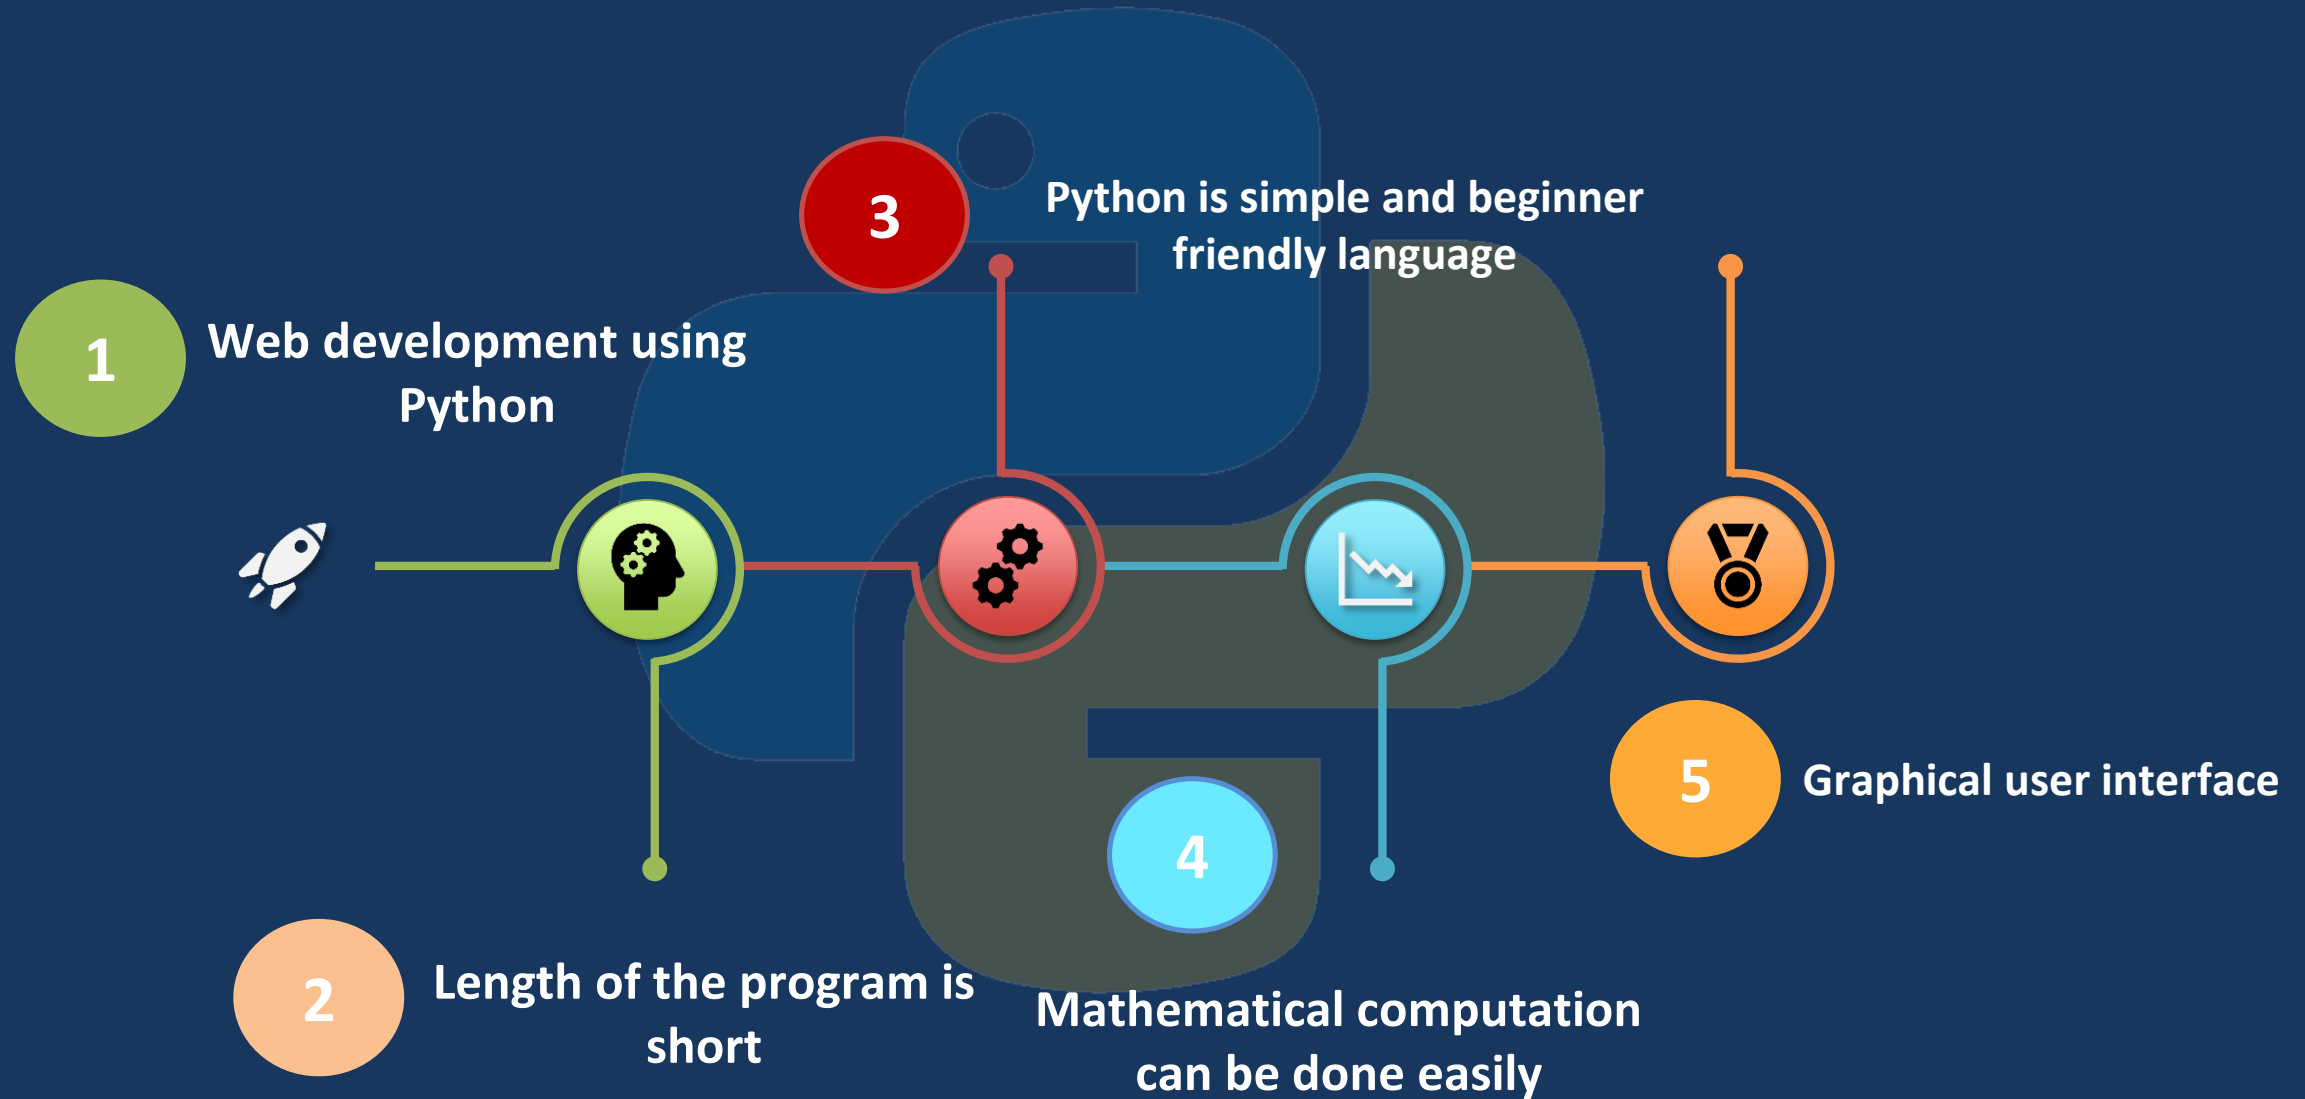 1
Web development using
Python
2
Length of the program is
short
3
Python is simple and beginner
friendly language
4
Mathematical computation
can be done easily
5
Graphical user interface